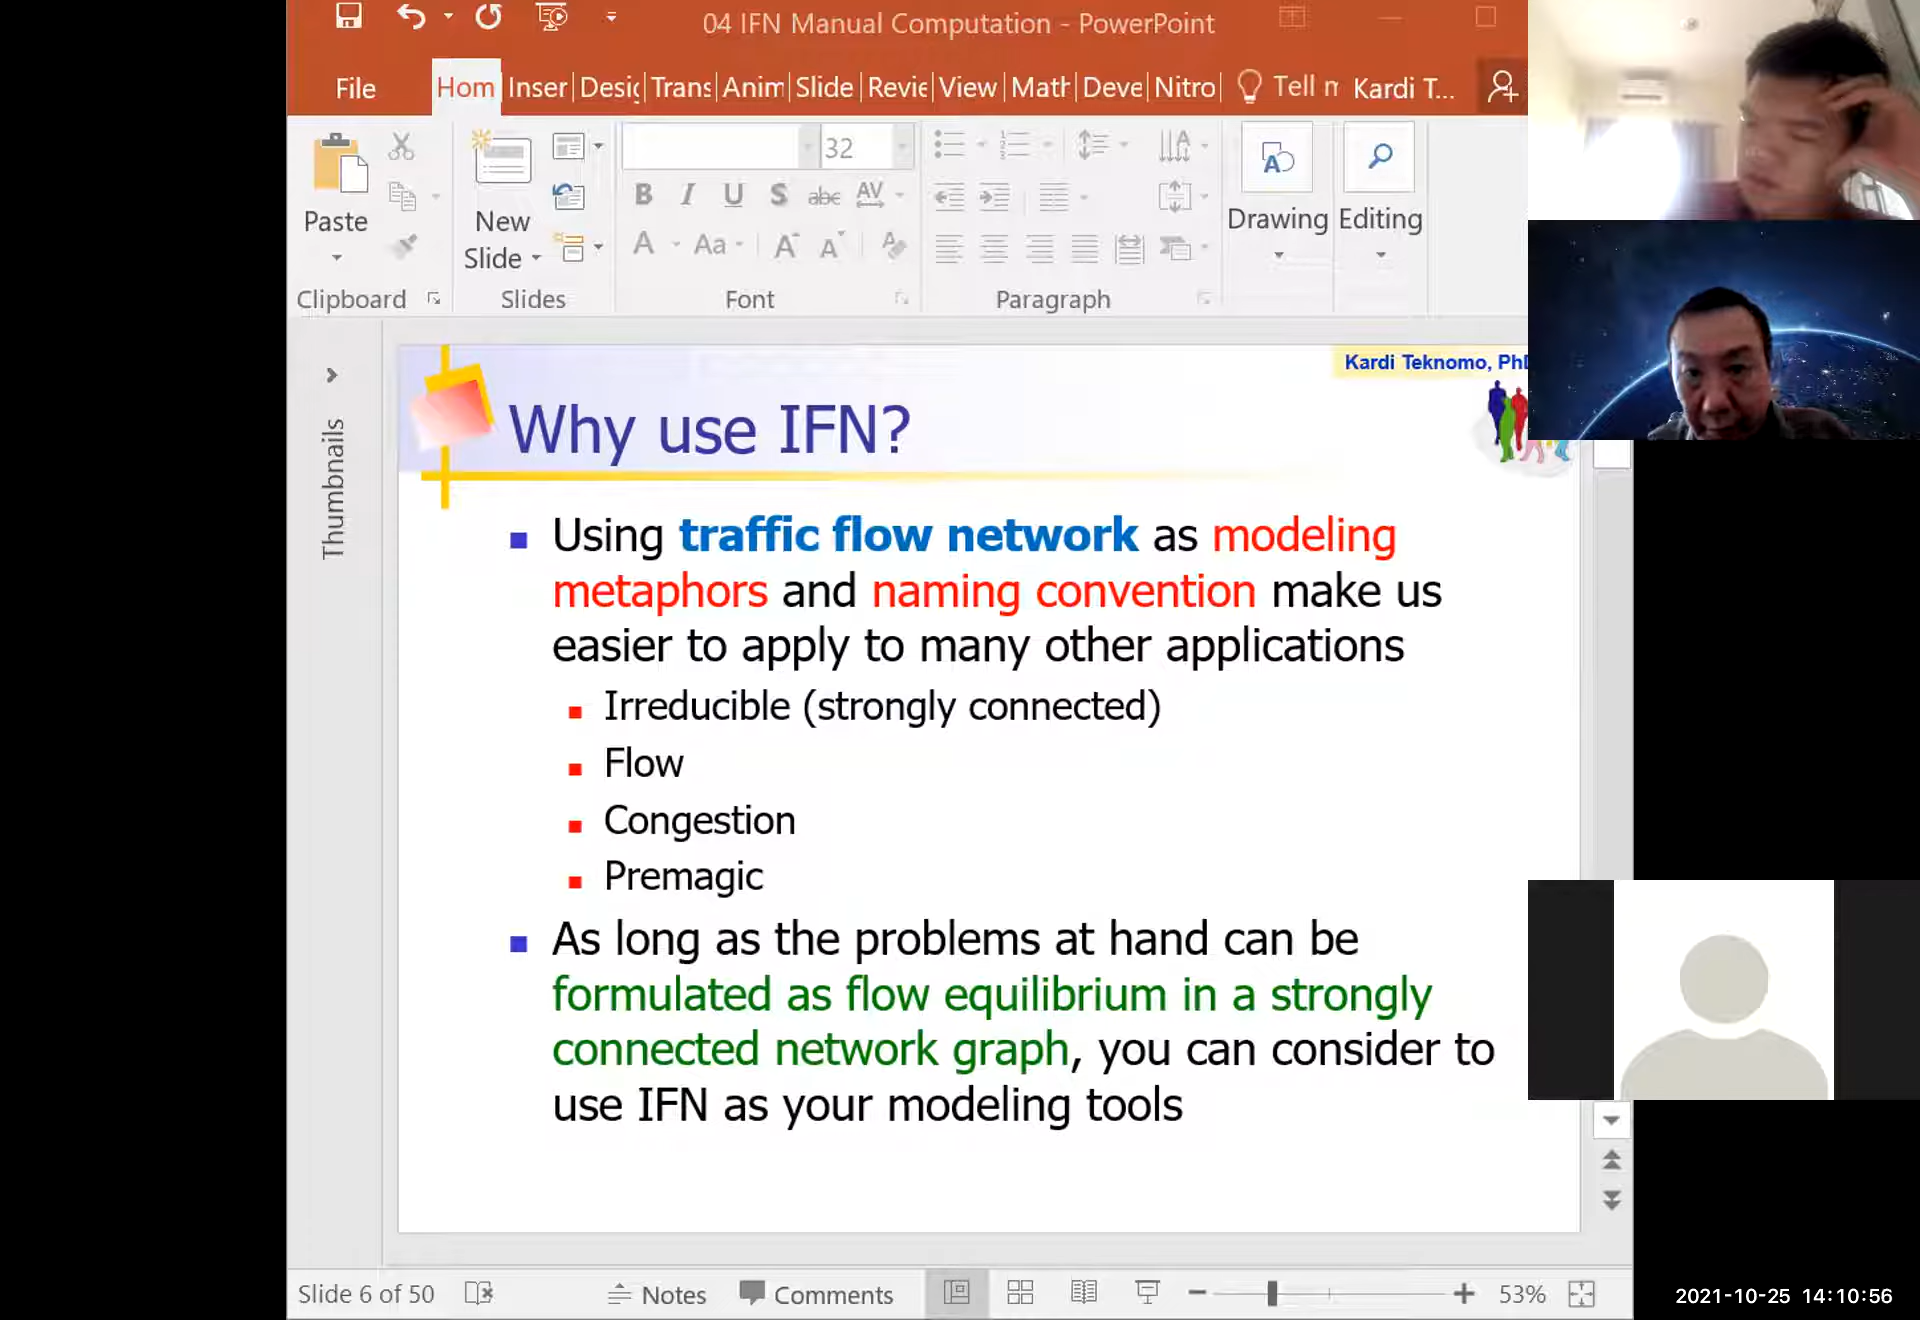 04 IFN Manual Computation - PowerPoint
File Hom Inser Desig Trans Anim Slide Revie View Math Deve Nitro Tell m Kardi T...
32
B I U S abc AV
Paste New Slide A Aa A A Drawing Editing
Clipboard Slides Font Paragraph
Thumbnails
Kardi Teknomo, PhD
Why use IFN?
Using traffic flow network as modeling
metaphors and naming convention make us
easier to apply to many other applications
Irreducible (strongly connected)
Flow
Congestion
Premagic
As long as the problems at hand can be
formulated as flow equilibrium in a strongly
connected network graph, you can consider to
use IFN as your modeling tools
Slide 6 of 50 Notes Comments 53%
2021-10-25 14:10:56